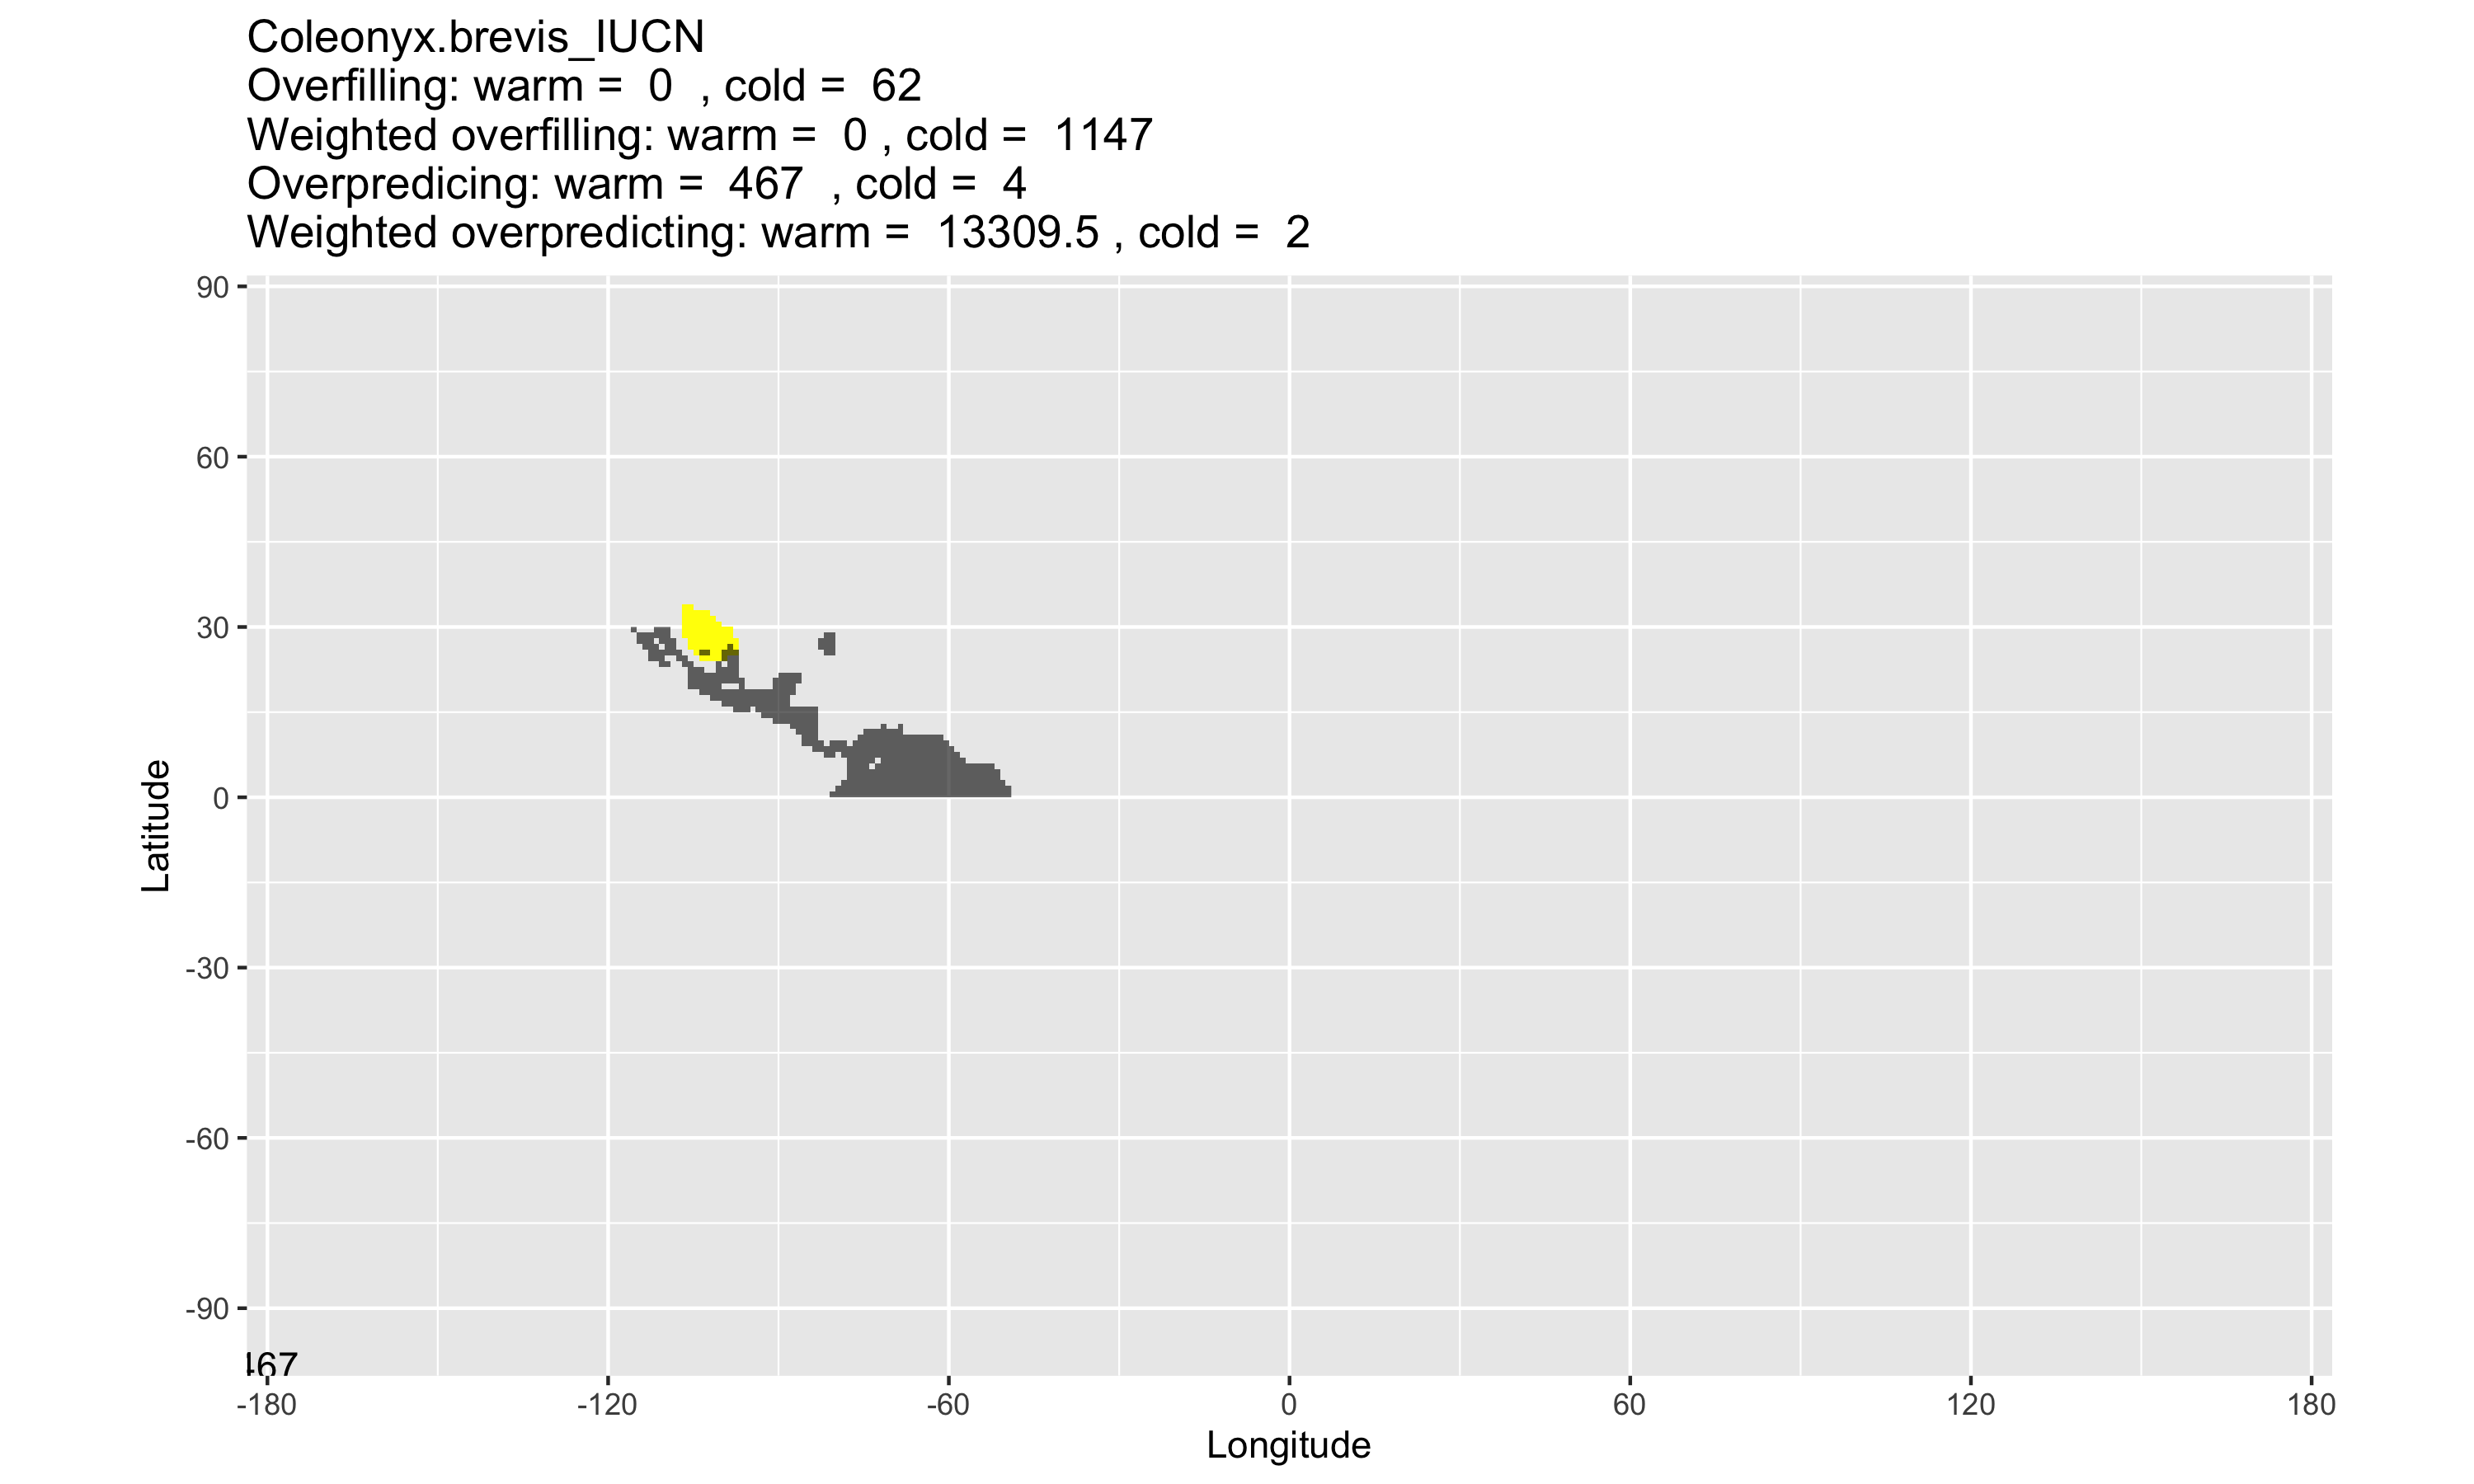 Coleonyx.brevis_IUCN
Overfilling: warm = 0 , cold = 62
Weighted overfilling: warm = 0 , cold = 1147
Overpredicing: warm = 467 , cold = 4
Weighted overpredicting: warm = 13309.5 , cold = 2
90
60
30
0
-30
-60
-90
Latitude
467
-180 -120 -60 0 60 120 180
Longitude